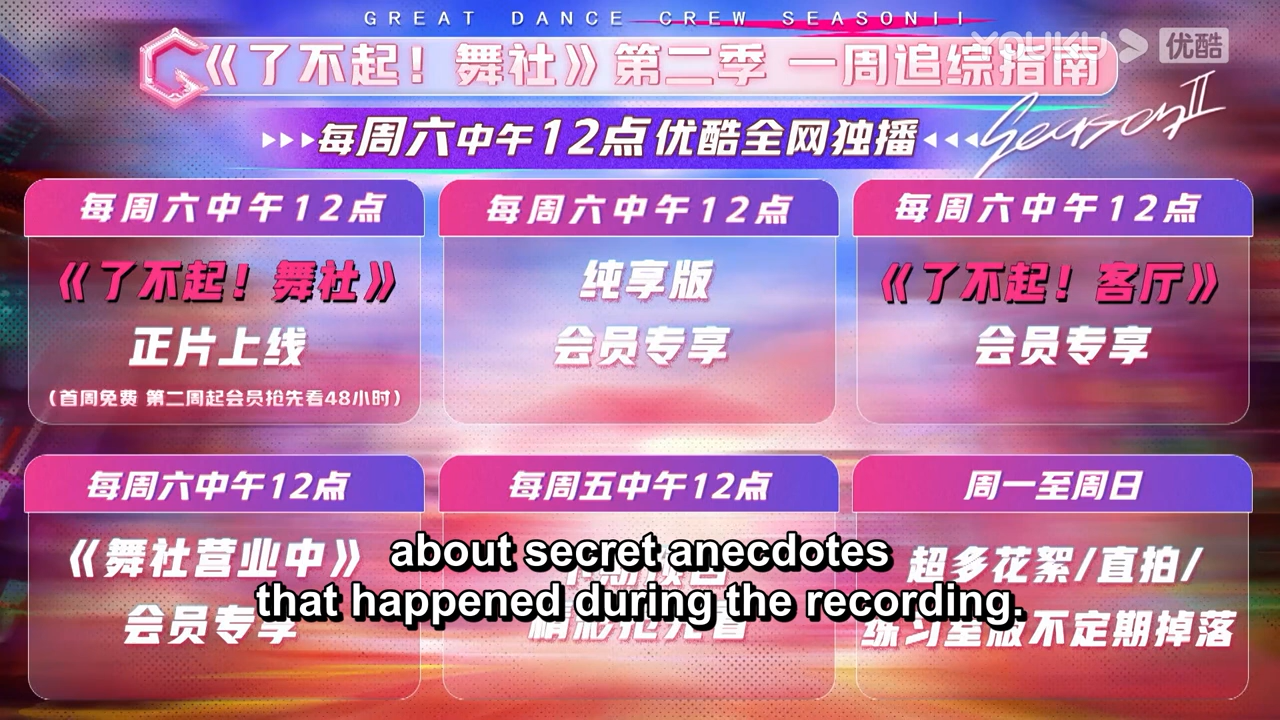 GREAT DANCE CREW SEASONII
YOUKU 优酷
《了不起！舞社》第二季 一周追综指南
SeasonII
每周六中午12点优酷全网独播
每周六中午12点
《了不起！舞社》
正片上线
（首周免费 第二周起会员抢先看48小时）
每周六中午12点
纯享版
会员专享
每周六中午12点
《了不起！客厅》
会员专享
每周六中午12点
《舞社营业中》
会员专享
每周五中午12点
精彩抢先看
周一至周日
超多花絮/直拍/
练习室版不定期掉落
about secret anecdotes
that happened during the recording.